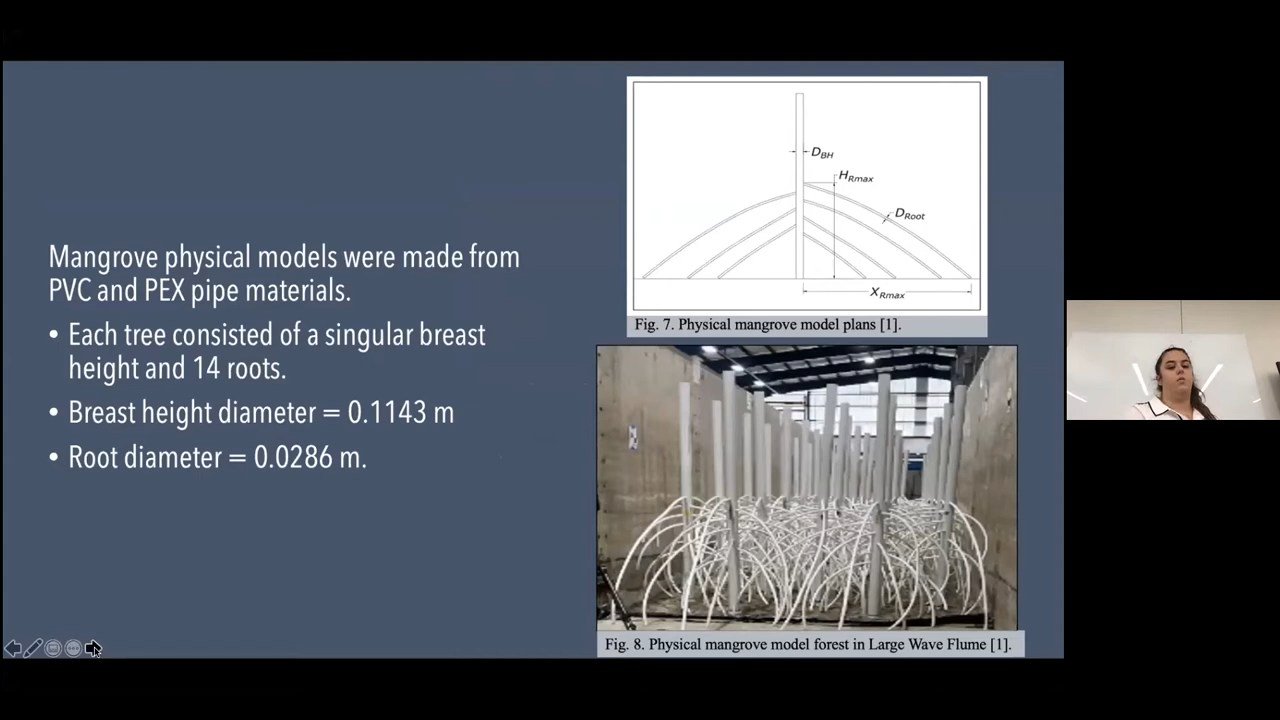 Mangrove physical models were made from
PVC and PEX pipe materials.
• Each tree consisted of a singular breast
height and 14 roots.
• Breast height diameter = 0.1143 m
• Root diameter = 0.0286 m.
D_BH
H_Rmax
D_Root
X_Rmax
Fig. 7. Physical mangrove model plans [1].
Fig. 8. Physical mangrove model forest in Large Wave Flume [1].